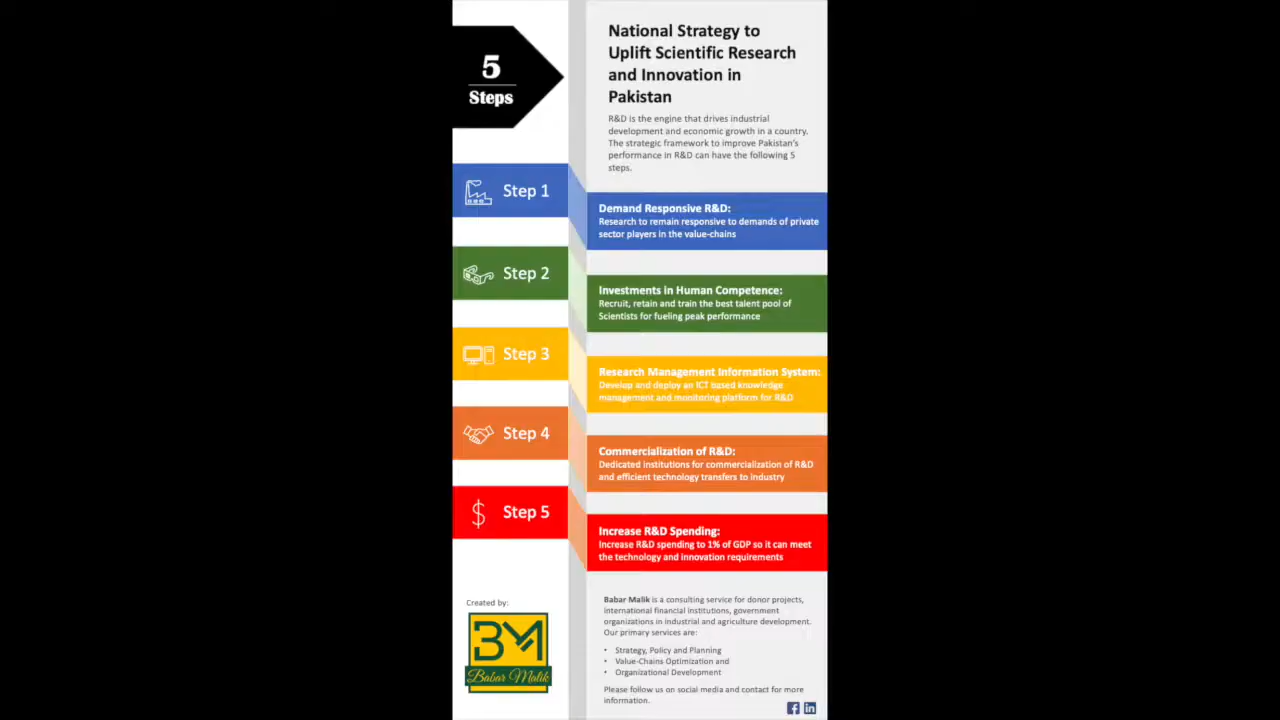 5
Steps
National Strategy to
Uplift Scientific Research
and Innovation in
Pakistan
R&D is the engine that drives industrial
development and economic growth in a country.
The strategic framework to improve Pakistan's
performance in R&D can have the following 5
steps.
Step 1
Demand Responsive R&D:
Research to remain responsive to demands of private
sector players in the value-chains
Step 2
Investments in Human Competence:
Recruit, retain and train the best talent pool of
Scientists for fueling peak performance
Step 3
Research Management Information System:
Develop and deploy an ICT based knowledge
management and monitoring platform for R&D
Step 4
Commercialization of R&D:
Dedicated institutions for commercialization of R&D
and efficient technology transfers to industry
Step 5
Increase R&D Spending:
Increase R&D spending to 1% of GDP so it can meet
the technology and innovation requirements
Created by:
BM
Babar Malik
Babar Malik is a consulting service for donor projects,
international financial institutions, government
organizations in industrial and agriculture development.
Our primary services are:
• Strategy, Policy and Planning
• Value-Chains Optimization and
• Organizational Development
Please follow us on social media and contact for more
information.